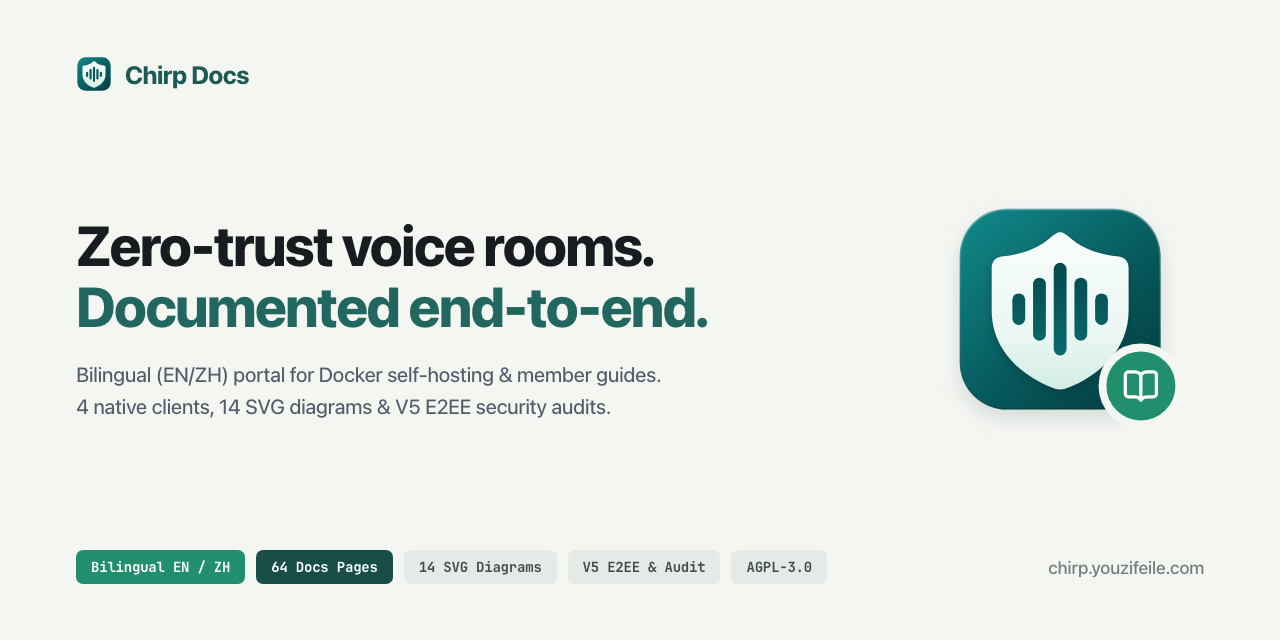 Chirp Docs
Zero-trust voice rooms.
Documented end-to-end.
Bilingual (EN/ZH) portal for Docker self-hosting & member guides.
4 native clients, 14 SVG diagrams & V5 E2EE security audits.
Bilingual EN / ZH
64 Docs Pages
14 SVG Diagrams
V5 E2EE & Audit
AGPL-3.0
chirp.youzifeile.com